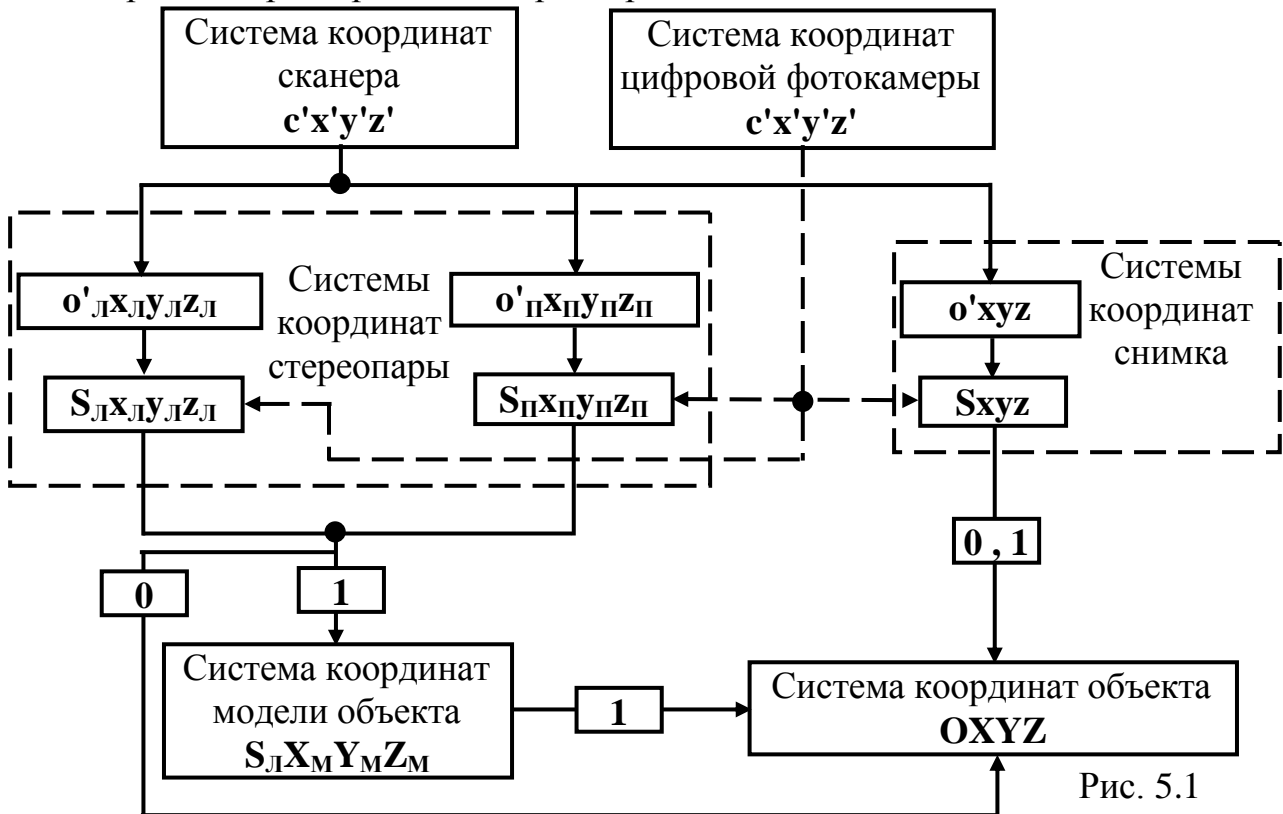 Система координат
сканера
c'x'y'z'
Система координат
цифровой фотокамеры
c'x'y'z'
o'ЛxЛyЛzЛ
Системы
координат
стереопары
o'ПxПyПzП
Системы
координат
снимка
o'xyz
SЛxЛyЛzЛ
SПxПyПzП
Sxyz
0 , 1
0
1
Система координат
модели объекта
SЛXМYМZМ
1
Система координат объекта
OXYZ
Рис. 5.1